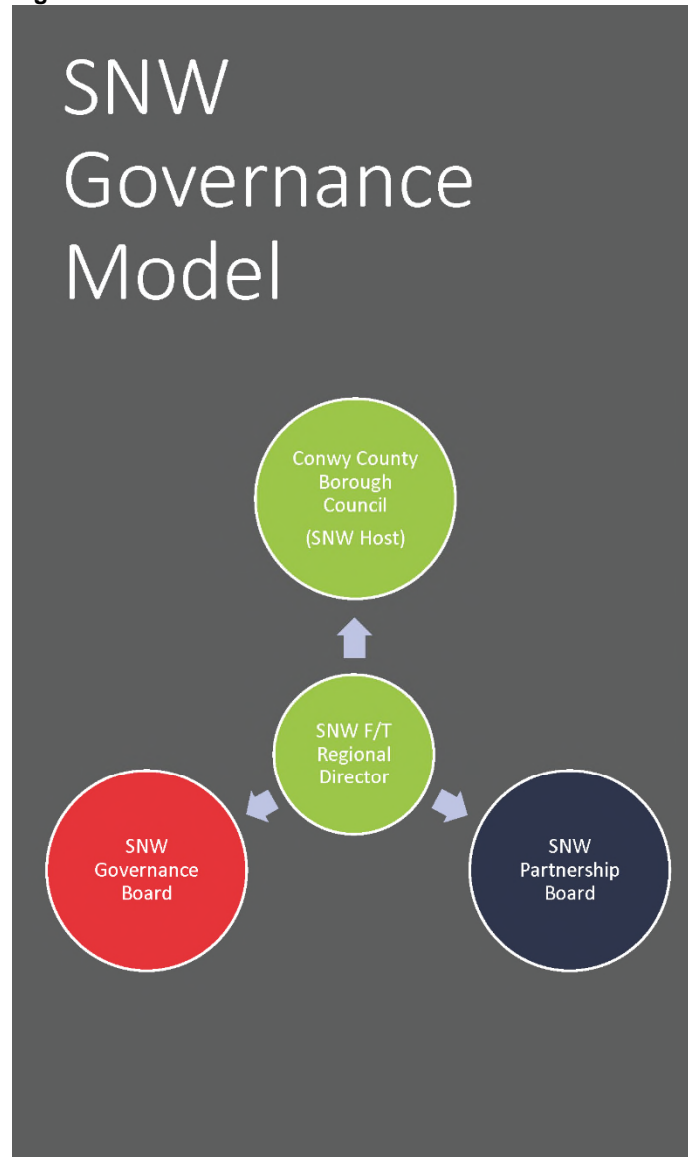 SNW
Governance
Model
Conwy County
Borough
Council
(SNW Host)
SNW F/T
Regional
Director
SNW
Governance
Board
SNW
Partnership
Board